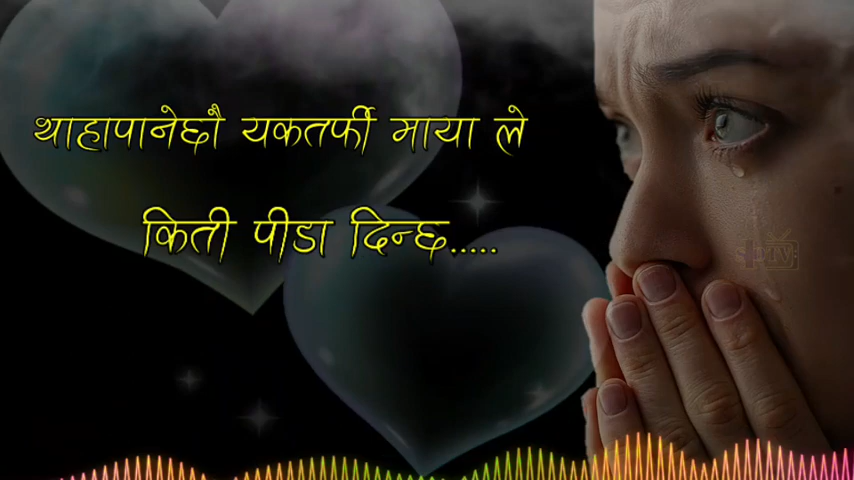 थाहापानेछौ यकतर्फी माया ले
किती पीडा दिन्छ.....